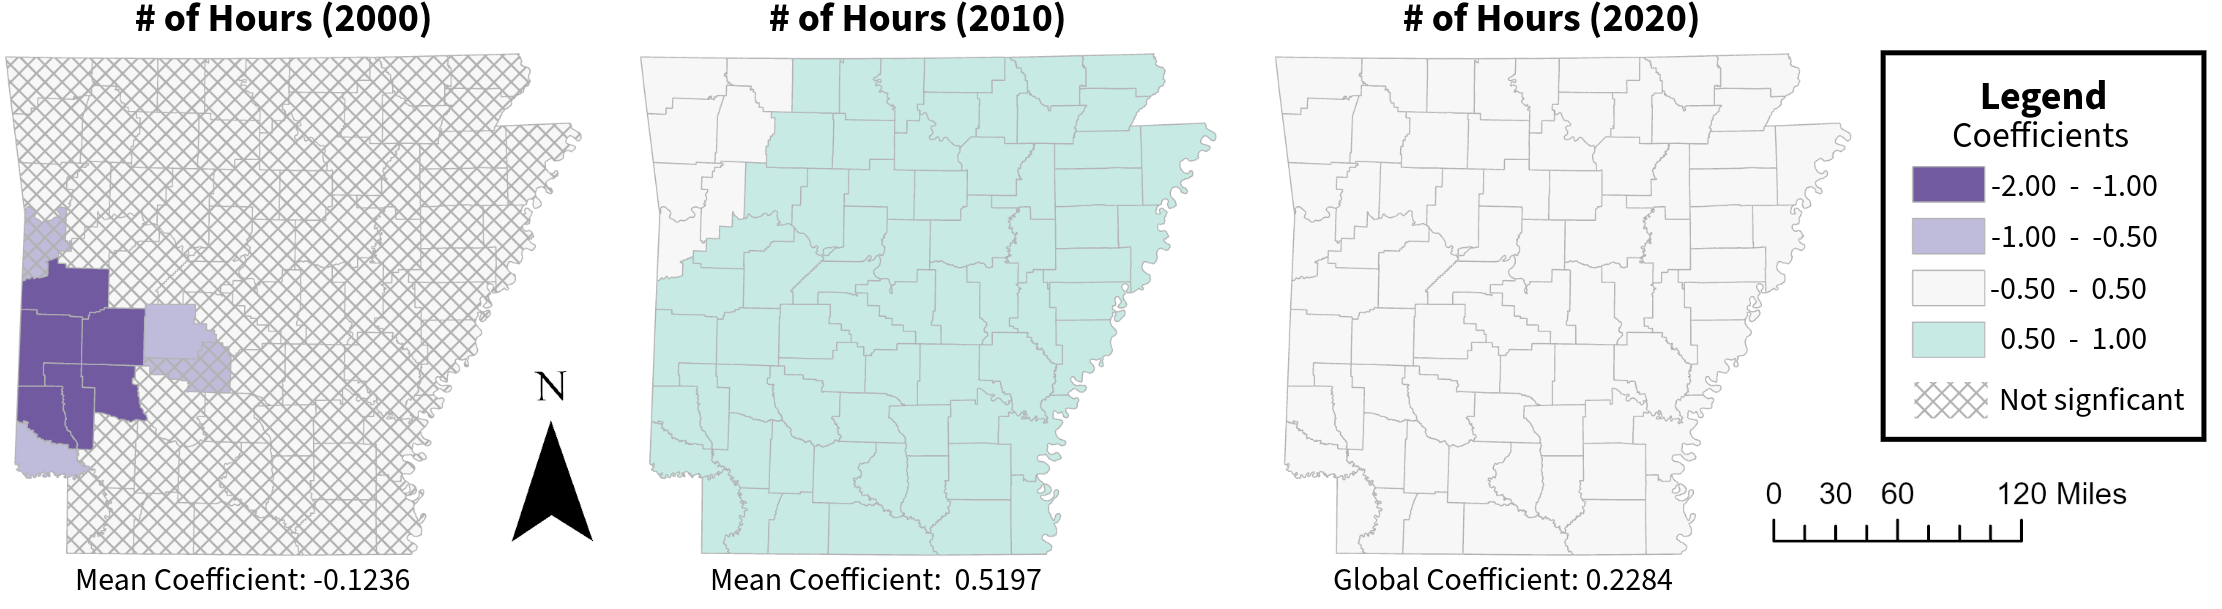 # of Hours (2000)
# of Hours (2010)
# of Hours (2020)
Legend
Coefficients
-2.00 - -1.00
-1.00 - -0.50
-0.50 - 0.50
0.50 - 1.00
Not signficant
N
0 30 60 120 Miles
Mean Coefficient: -0.1236
Mean Coefficient: 0.5197
Global Coefficient: 0.2284